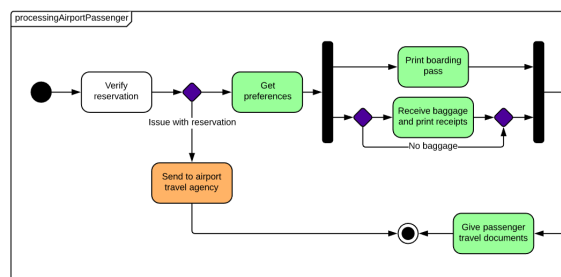 processingAirportPassenger
Verify
reservation
Get
preferences
Print boarding
pass
Receive baggage
and print receipts
Issue with reservation
No baggage
Send to airport
travel agency
Give passenger
travel documents